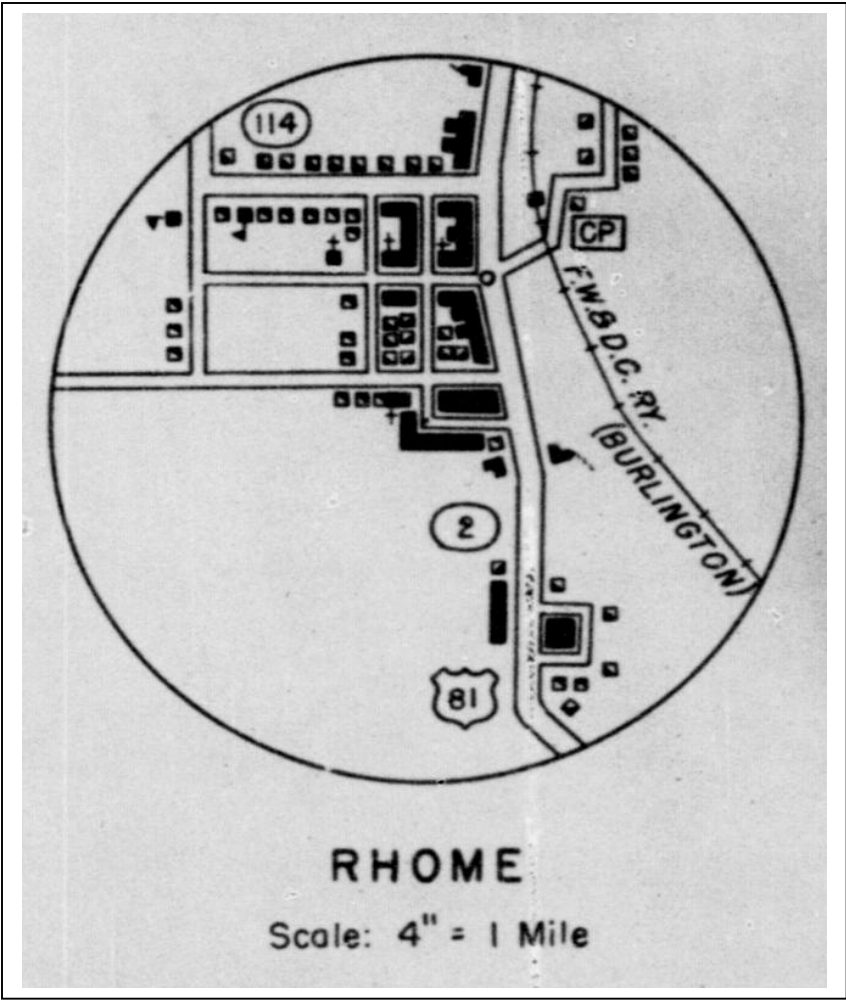 114
CP
F.W.&D.C. RY.
(BURLINGTON)
2
81
RHOME
Scale: 4" = 1 Mile